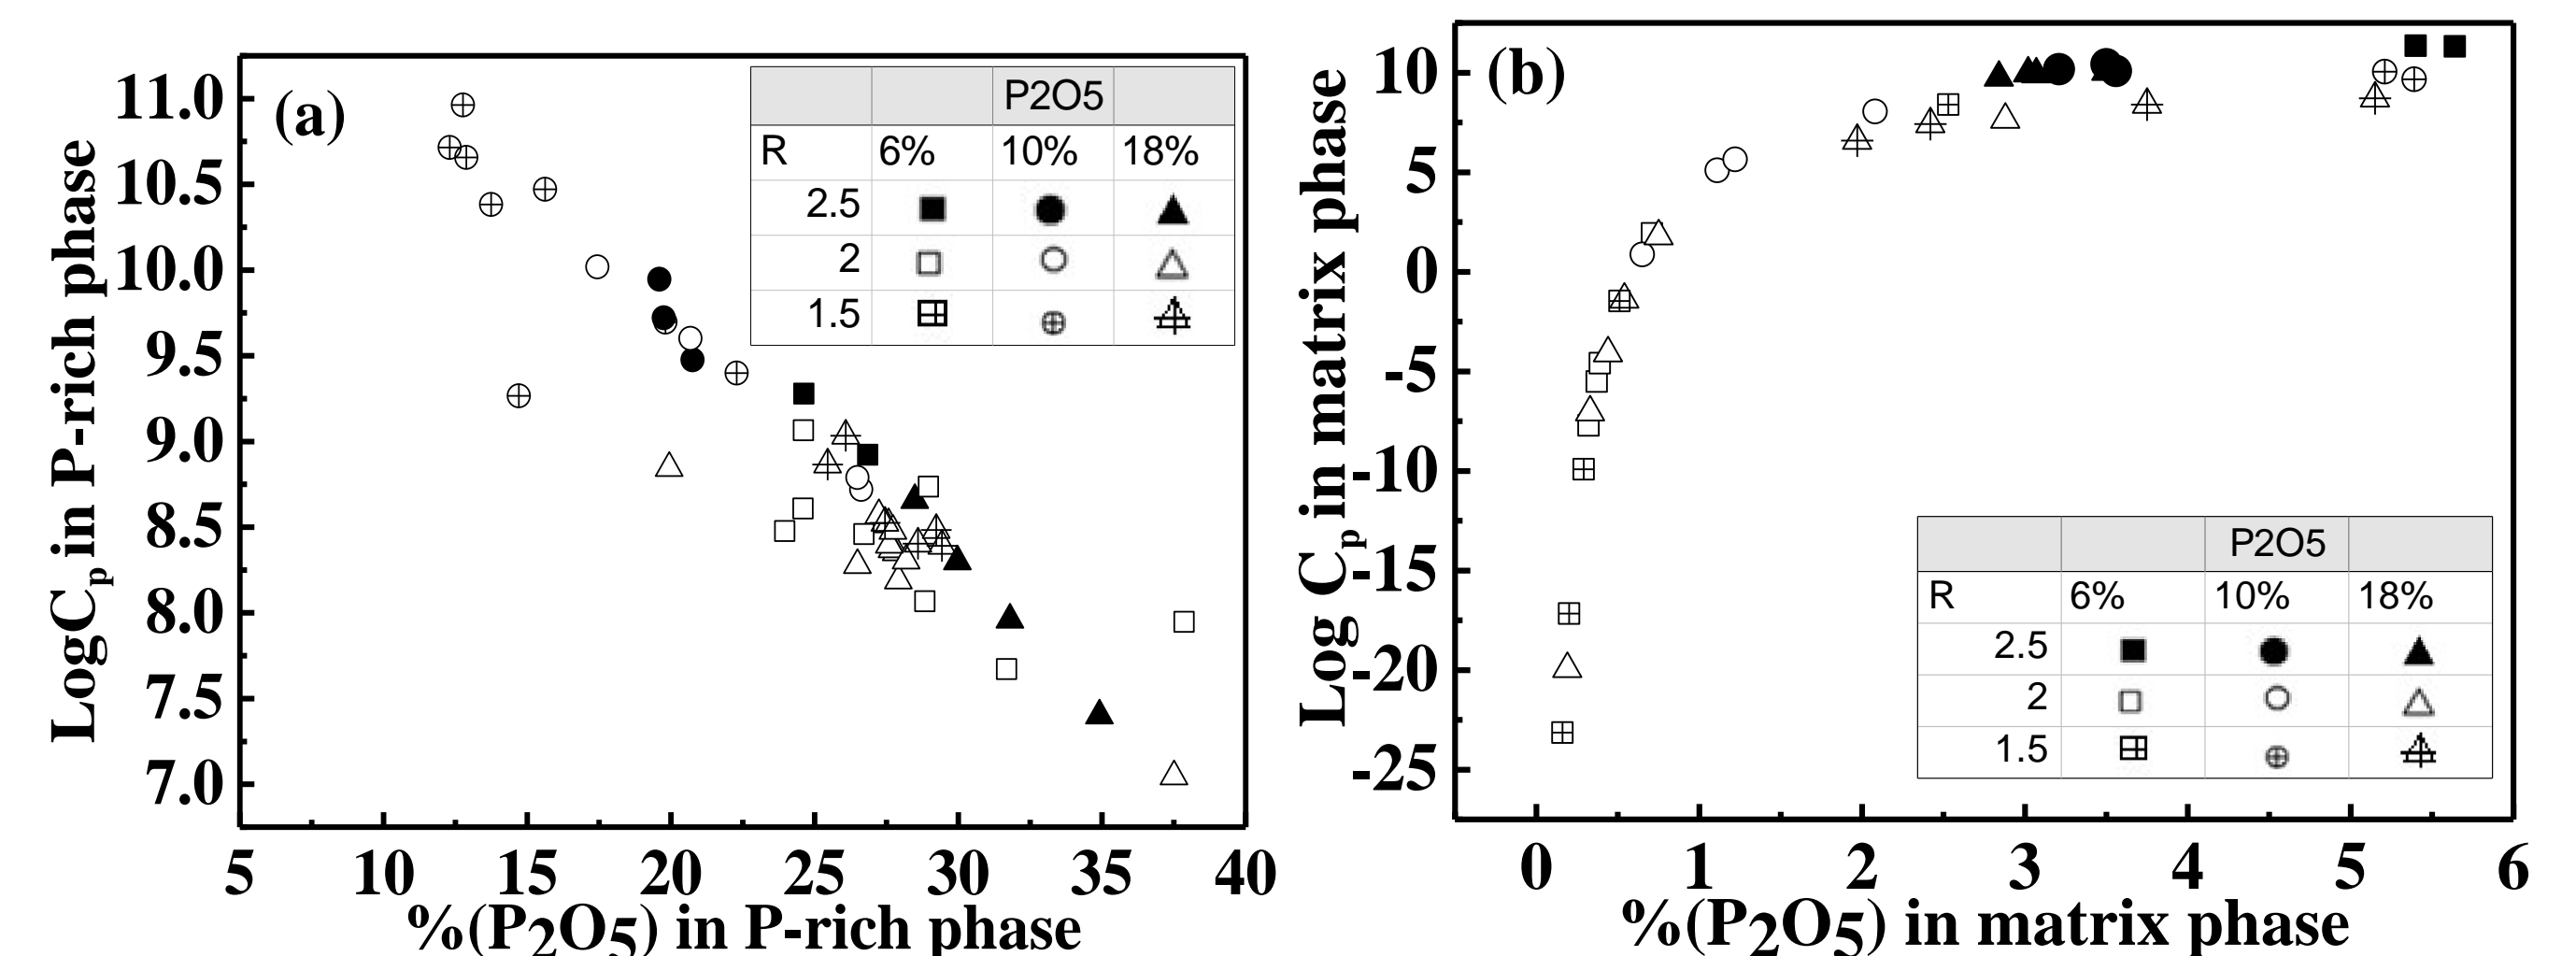 (a)
LogC_p in P-rich phase
11.0
10.5
10.0
9.5
9.0
8.5
8.0
7.5
7.0
P2O5
R 6% 10% 18%
2.5
2
1.5
5 10 15 20 25 30 35 40
%(P2O5) in P-rich phase
(b)
Log C_p in matrix phase
10
5
0
-5
-10
-15
-20
-25
P2O5
R 6% 10% 18%
2.5
2
1.5
0 1 2 3 4 5 6
%(P2O5) in matrix phase